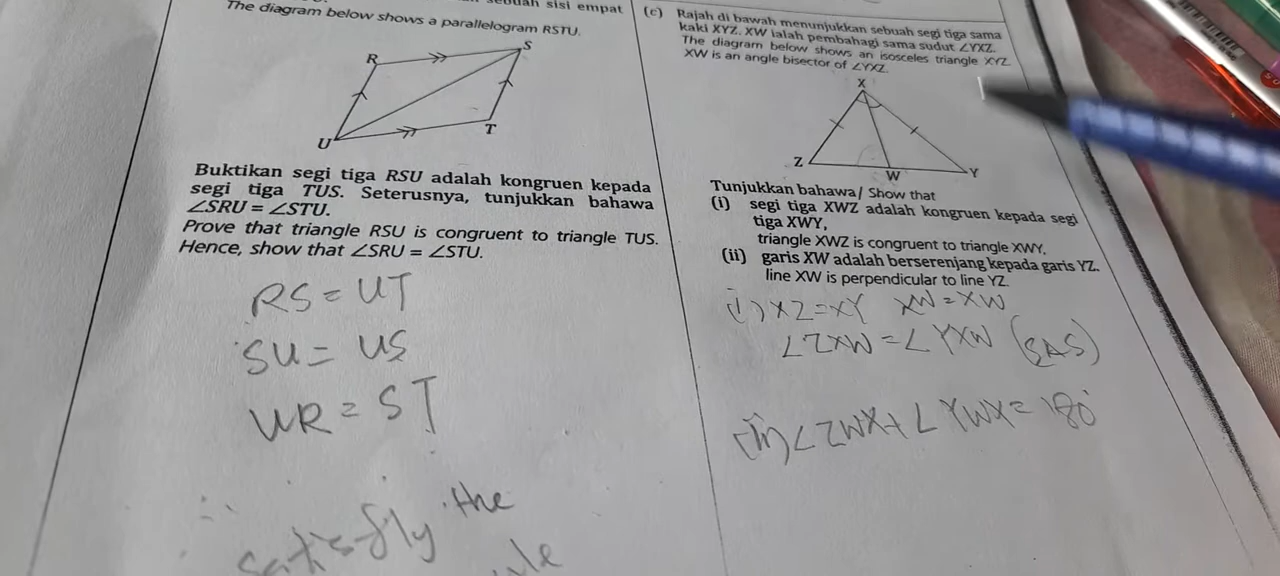 sebuah sisi empat
The diagram below shows a parallelogram RSTU.
R
S
U
T
Buktikan segi tiga RSU adalah kongruen kepada
segi tiga TUS. Seterusnya, tunjukkan bahawa
∠SRU = ∠STU.
Prove that triangle RSU is congruent to triangle TUS.
Hence, show that ∠SRU = ∠STU.
RS = UT
SU = US
UR = ST
∴
satisfly the
(c) Rajah di bawah menunjukkan sebuah segi tiga sama
kaki XYZ. XW ialah pembahagi sama sudut ∠YXZ.
The diagram below shows an isosceles triangle XYZ.
XW is an angle bisector of ∠YXZ.
X
Z
W
Y
Tunjukkan bahawa/ Show that
(i) segi tiga XWZ adalah kongruen kepada segi
tiga XWY,
triangle XWZ is congruent to triangle XWY,
(ii) garis XW adalah berserenjang kepada garis YZ.
line XW is perpendicular to line YZ.
(i) XZ = XY XW = XW
∠ZXW = ∠YXW (SAS)
(ii) ∠ZWX + ∠YWX = 180°